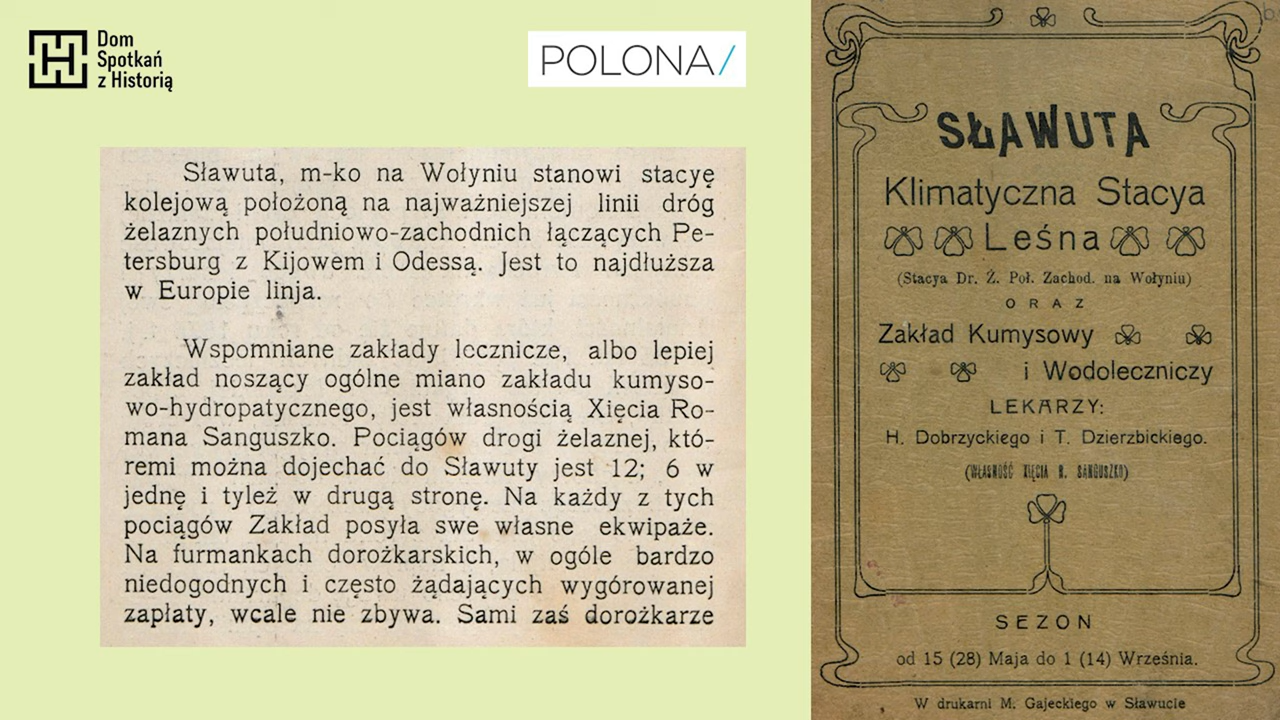 Dom
Spotkań
z Historią
POLONA/
Sławuta, m-ko na Wołyniu stanowi stacyę
kolejową położoną na najważniejszej linii dróg
żelaznych południowo-zachodnich łączących Pe-
tersburg z Kijowem i Odessą. Jest to najdłuższa
w Europie linja.
Wspomniane zakłady lecznicze, albo lepiej
zakład noszący ogólne miano zakładu kumyso-
wo-hydropatycznego, jest własnością Xięcia Ro-
mana Sanguszko. Pociągów drogi żelaznej, któ-
remi można dojechać do Sławuty jest 12; 6 w
jednę i tyleż w drugą stronę. Na każdy z tych
pociągów Zakład posyła swe własne ekwipaże.
Na furmankach dorożkarskich, w ogóle bardzo
niedogodnych i często żądających wygórowanej
zapłaty, wcale nie zbywa. Sami zaś dorożkarze
SŁAWUTA
Klimatyczna Stacya
Leśna
(Stacya Dr. Ż. Poł. Zachod. na Wołyniu)
ORAZ
Zakład Kumysowy
i Wodoleczniczy
LEKARZY:
H. Dobrzyckiego i T. Dzierzbickiego.
(WŁASNOŚĆ XIĘCIA R. SANGUSZKO)
SEZON
od 15 (28) Maja do 1 (14) Września.
W drukarni M. Gajeckiego w Sławucie